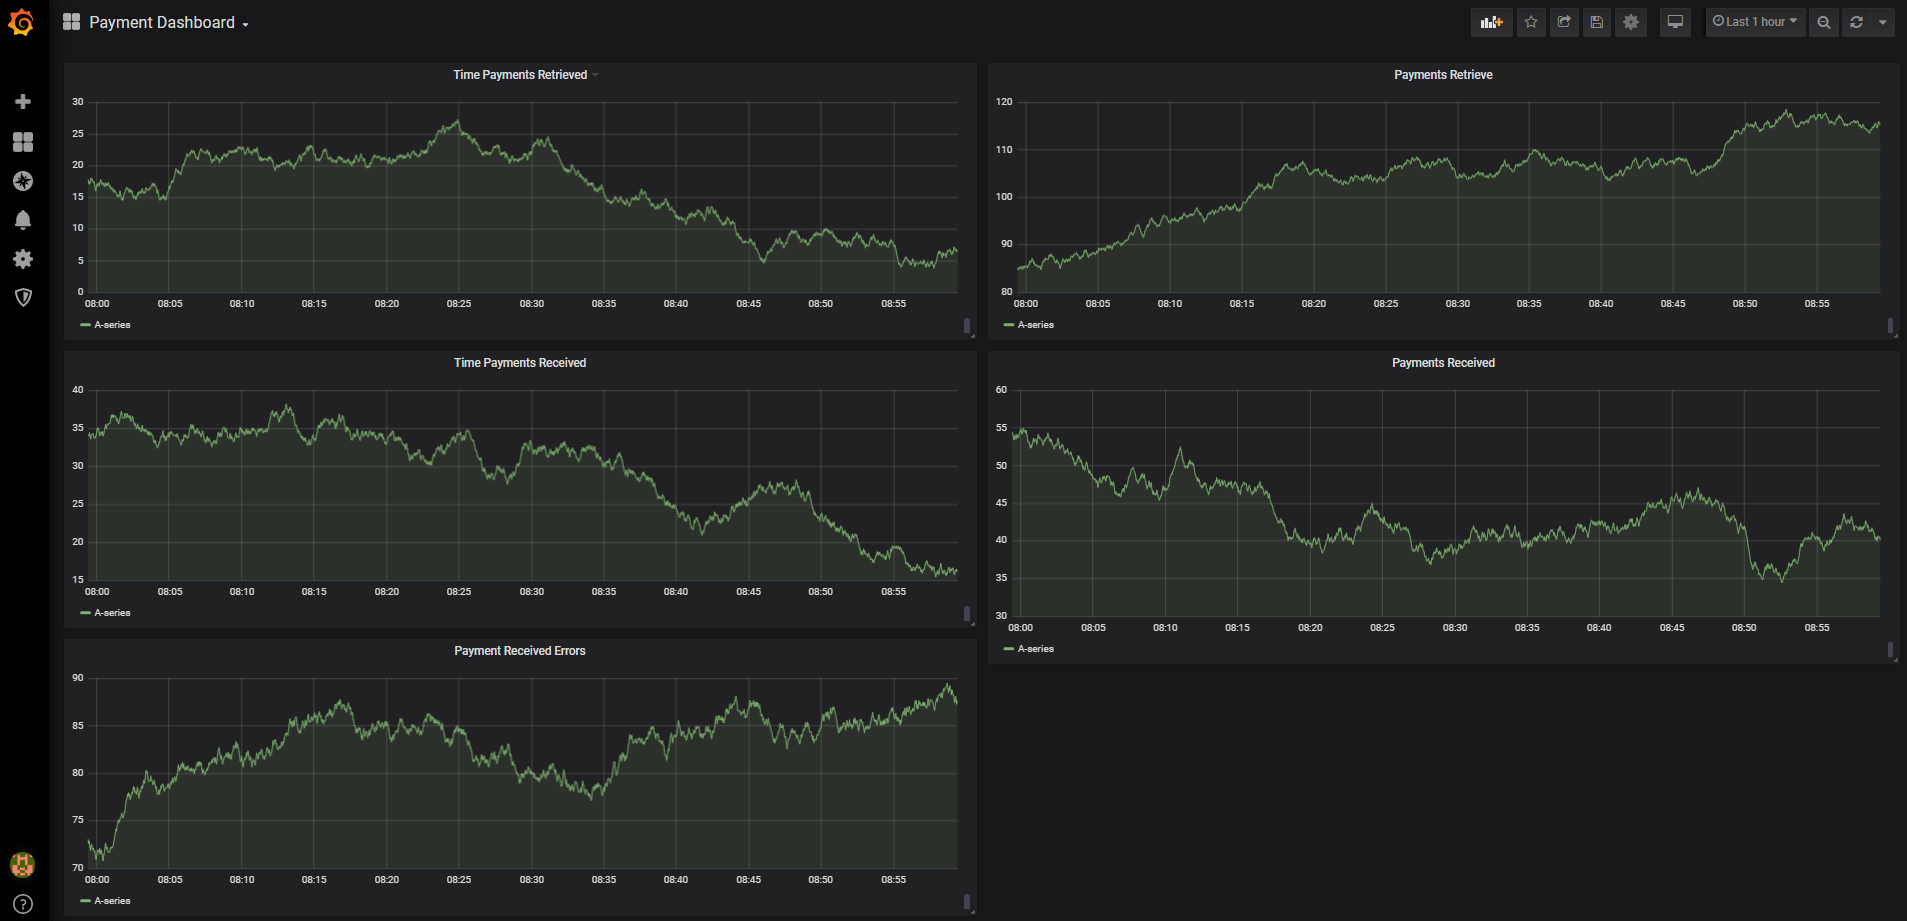 Payment Dashboard
Last 1 hour
Time Payments Retrieved
30
25
20
15
10
5
0
08:00 08:05 08:10 08:15 08:20 08:25 08:30 08:35 08:40 08:45 08:50 08:55
A-series
Payments Retrieve
120
110
100
90
80
08:00 08:05 08:10 08:15 08:20 08:25 08:30 08:35 08:40 08:45 08:50 08:55
A-series
Time Payments Received
40
35
30
25
20
15
08:00 08:05 08:10 08:15 08:20 08:25 08:30 08:35 08:40 08:45 08:50 08:55
A-series
Payments Received
60
55
50
45
40
35
30
08:00 08:05 08:10 08:15 08:20 08:25 08:30 08:35 08:40 08:45 08:50 08:55
A-series
Payment Received Errors
90
85
80
75
70
08:00 08:05 08:10 08:15 08:20 08:25 08:30 08:35 08:40 08:45 08:50 08:55
A-series